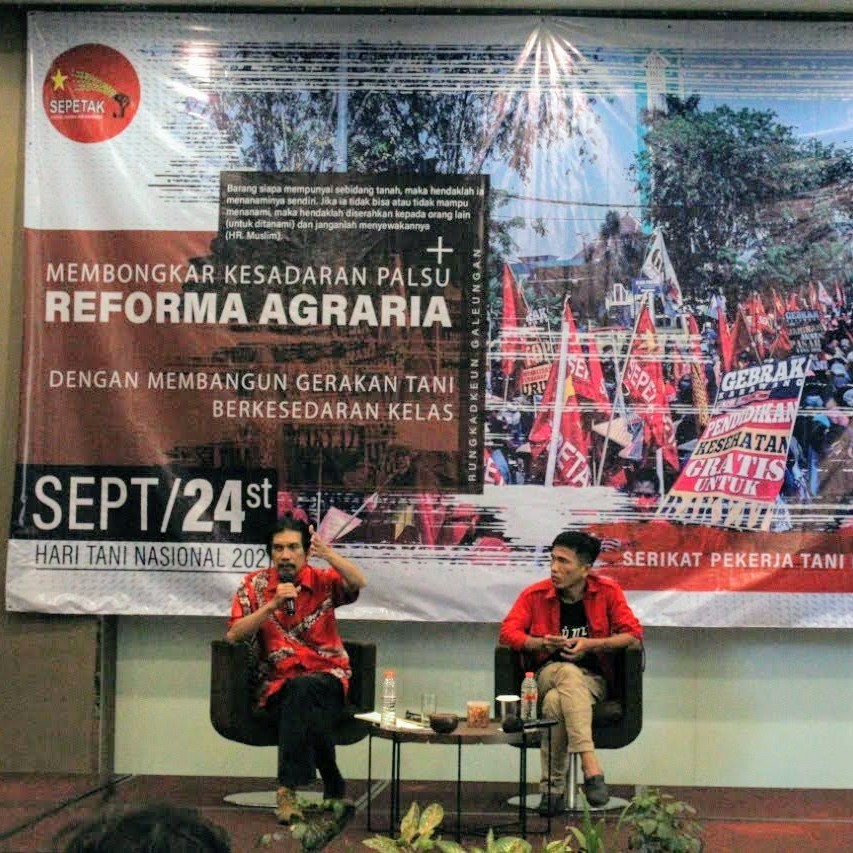 SEPETAK
Barang siapa mempunyai sebidang tanah, maka hendaklah ia
menanaminya sendiri. Jika ia tidak bisa atau tidak mampu
menanami, maka hendaklah diserahkan kepada orang lain
(untuk ditanami) dan janganlah menyewakannya
(HR. Muslim)
MEMBONGKAR KESADARAN PALSU
REFORMA AGRARIA
DENGAN MEMBANGUN GERAKAN TANI
BERKESEDARAN KELAS
RUNGKADKEUN GALEUNGAN
SEPT/24st
HARI TANI NASIONAL 202
GEBRAK
GEBRAK
PENDIDIKAN
KESEHATAN
GRATIS
UNTUK
SERIKAT PEKERJA TANI